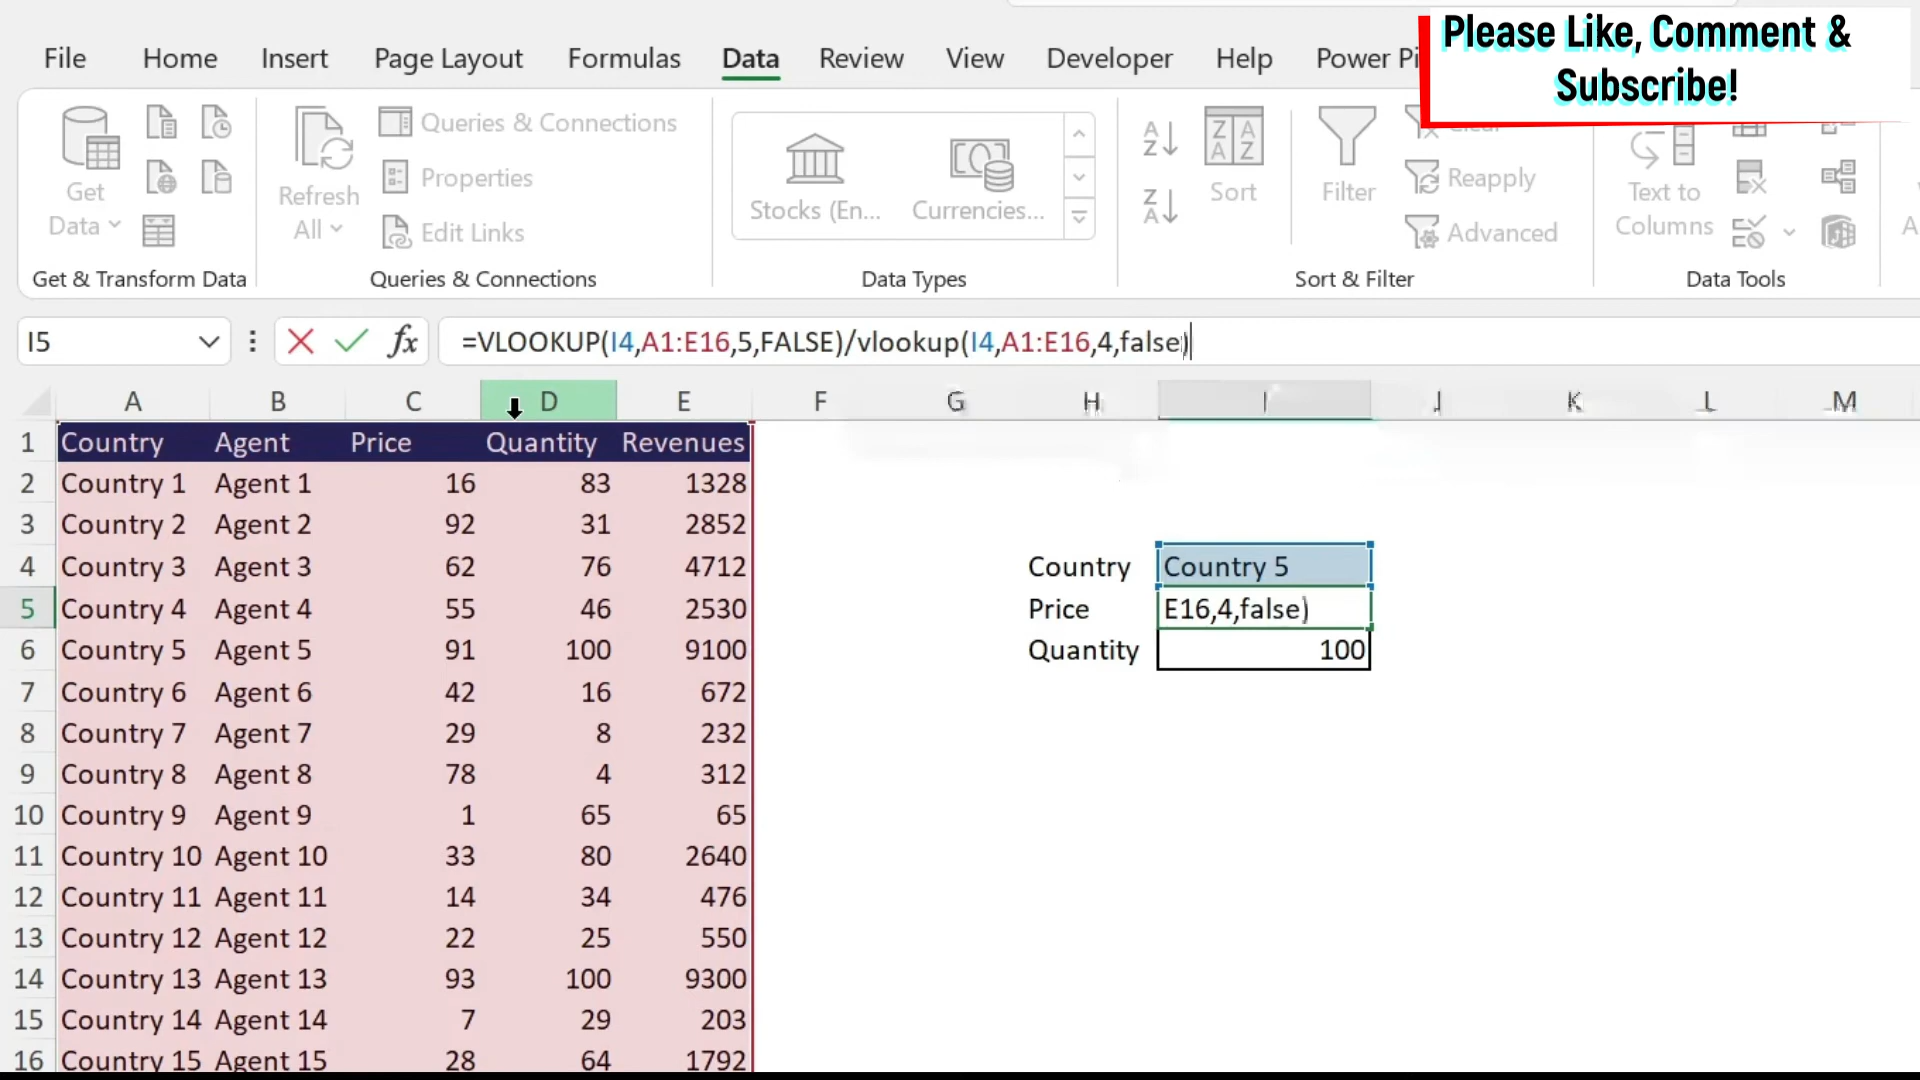 Please Like, Comment &
Subscribe!
File Home Insert Page Layout Formulas Data Review View Developer Help Power
Queries & Connections
Properties
Edit Links
Get
Data
Refresh
All
Stocks (En... Currencies...
A
Z
Z
A
Z A
A Z
Sort
Filter
Reapply
Advanced
Text to
Columns
Get & Transform Data Queries & Connections Data Types Sort & Filter Data Tools
I5 fx =VLOOKUP(I4,A1:E16,5,FALSE)/vlookup(I4,A1:E16,4,false)
A B C D E F G H I J K L M
1 Country Agent Price Quantity Revenues
2 Country 1 Agent 1 16 83 1328
3 Country 2 Agent 2 92 31 2852
4 Country 3 Agent 3 62 76 4712 Country Country 5
5 Country 4 Agent 4 55 46 2530 Price E16,4,false)
6 Country 5 Agent 5 91 100 9100 Quantity 100
7 Country 6 Agent 6 42 16 672
8 Country 7 Agent 7 29 8 232
9 Country 8 Agent 8 78 4 312
10 Country 9 Agent 9 1 65 65
11 Country 10 Agent 10 33 80 2640
12 Country 11 Agent 11 14 34 476
13 Country 12 Agent 12 22 25 550
14 Country 13 Agent 13 93 100 9300
15 Country 14 Agent 14 7 29 203
16 Country 15 Agent 15 28 64 1792